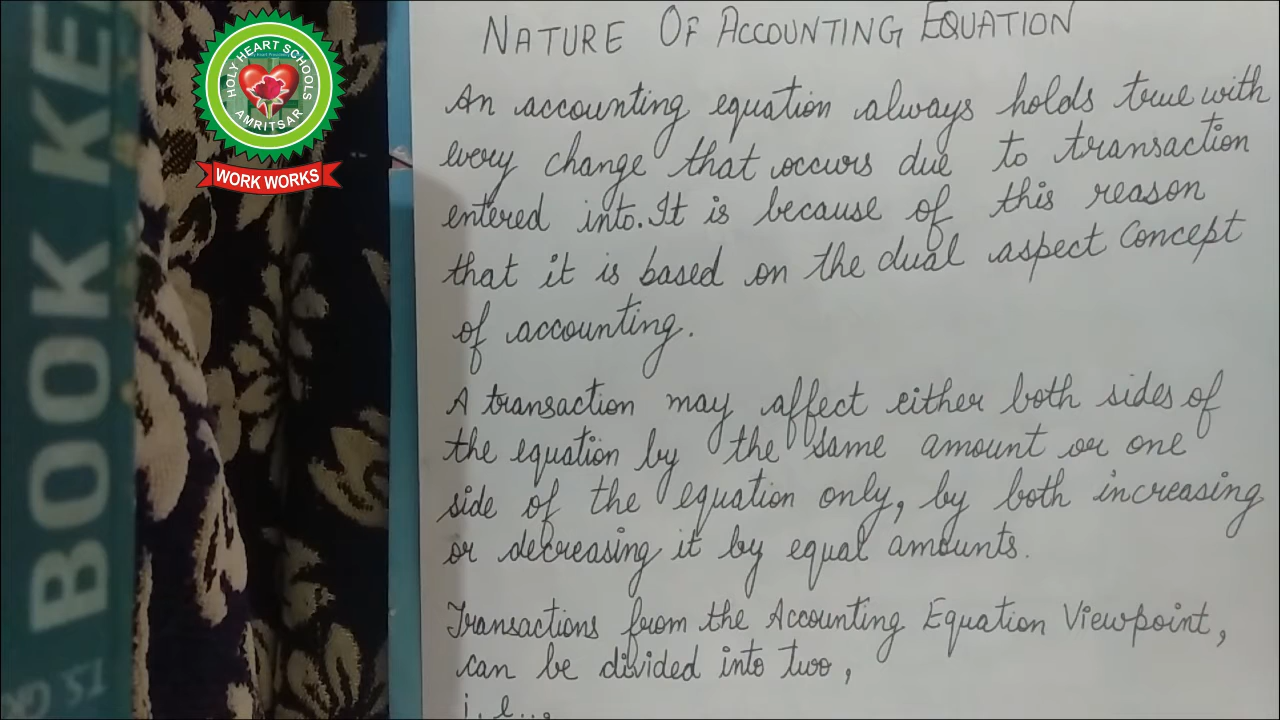 BOOK KE
HOLY HEART SCHOOLS
AMRITSAR
WORK WORKS
NATURE OF ACCOUNTING EQUATION
An accounting equation always holds true with
every change that occurs due to transaction
entered into. It is because of this reason
that it is based on the dual aspect concept
of accounting.
A transaction may affect either both sides of
the equation by the same amount or one
side of the equation only, by both increasing
or decreasing it by equal amounts.
Transactions from the Accounting Equation Viewpoint,
can be divided into two,
i.e..,